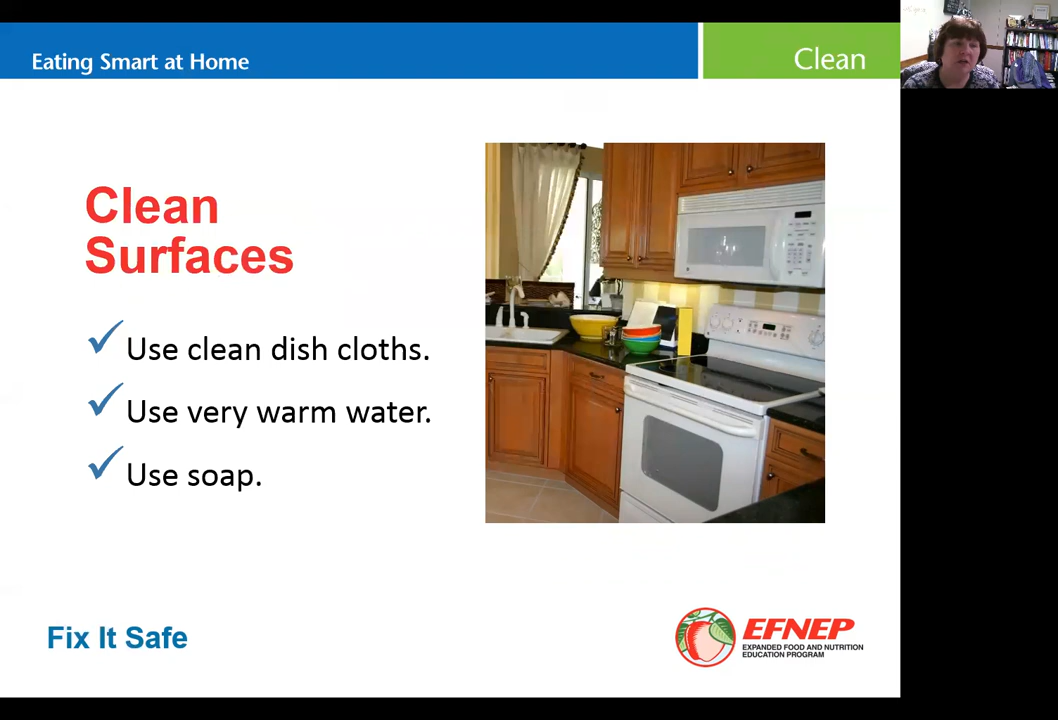 Eating Smart at Home
Clean
Clean
Surfaces
Use clean dish cloths.
Use very warm water.
Use soap.
Fix It Safe
EFNEP
EXPANDED FOOD AND NUTRITION
EDUCATION PROGRAM